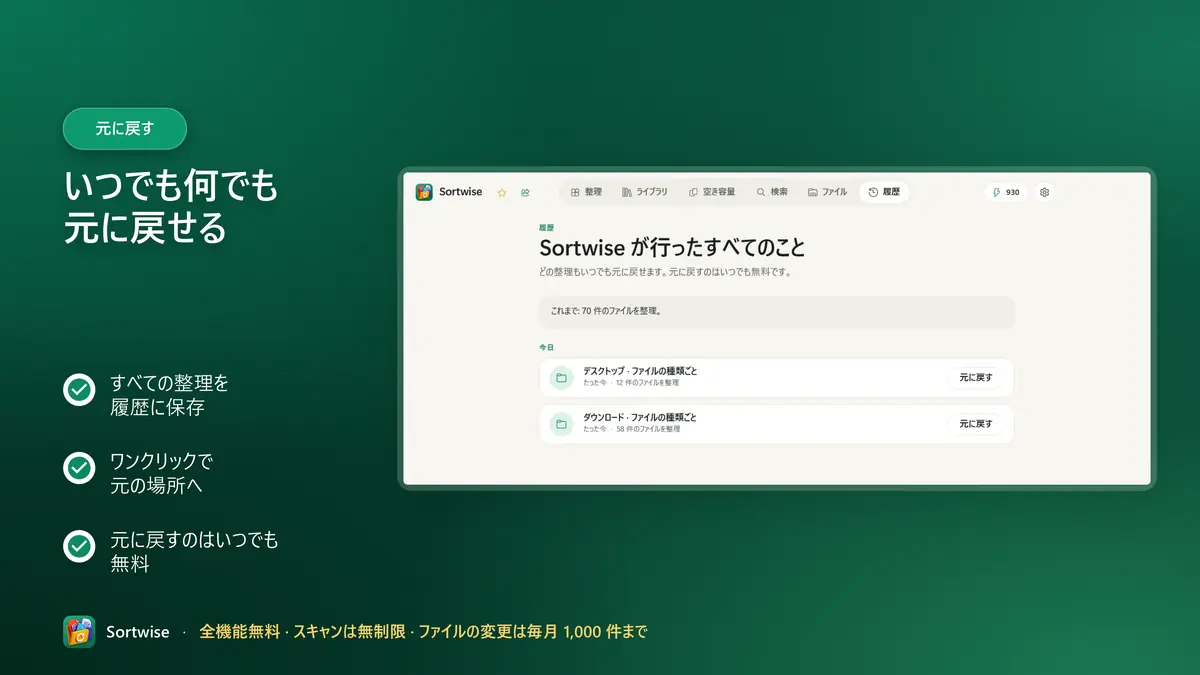 元に戻す
いつでも何でも
元に戻せる
すべての整理を
履歴に保存
ワンクリックで
元の場所へ
元に戻すのはいつでも
無料
Sortwise · 全機能無料 · スキャンは無制限 · ファイルの変更は毎月 1,000 件まで
Sortwise 整理 ライブラリ 空き容量 検索 ファイル 履歴 930
履歴
Sortwise が行ったすべてのこと
どの整理もいつでも元に戻せます。元に戻すのはいつでも無料です。
これまで: 70 件のファイルを整理。
今日
デスクトップ · ファイルの種類ごと
たった今 · 12 件のファイルを整理
元に戻す
ダウンロード · ファイルの種類ごと
たった今 · 58 件のファイルを整理
元に戻す